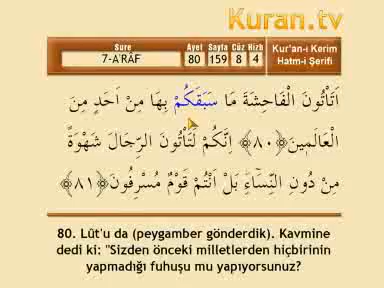 Kuran.tv
Sure Ayet Sayfa Cüz Hizb
7-A'RÂF 80 159 8 4
Kur'an-ı Kerim
Hatm-i Şerifi
اَتَأْتُونَ الْفَاحِشَةَ مَا سَبَقَكُمْ بِهَا مِنْ اَحَدٍ مِنَ
الْعَالَمِينَ ﴿٨٠﴾ اِنَّكُمْ لَتَأْتُونَ الرِّجَالَ شَهْوَةً
مِنْ دُونِ النِّسَٓاءِ بَلْ اَنْتُمْ قَوْمٌ مُسْرِفُونَ ﴿٨١﴾
80. Lût'u da (peygamber gönderdik). Kavmine
dedi ki: "Sizden önceki milletlerden hiçbirinin
yapmadığı fuhuşu mu yapıyorsunuz?